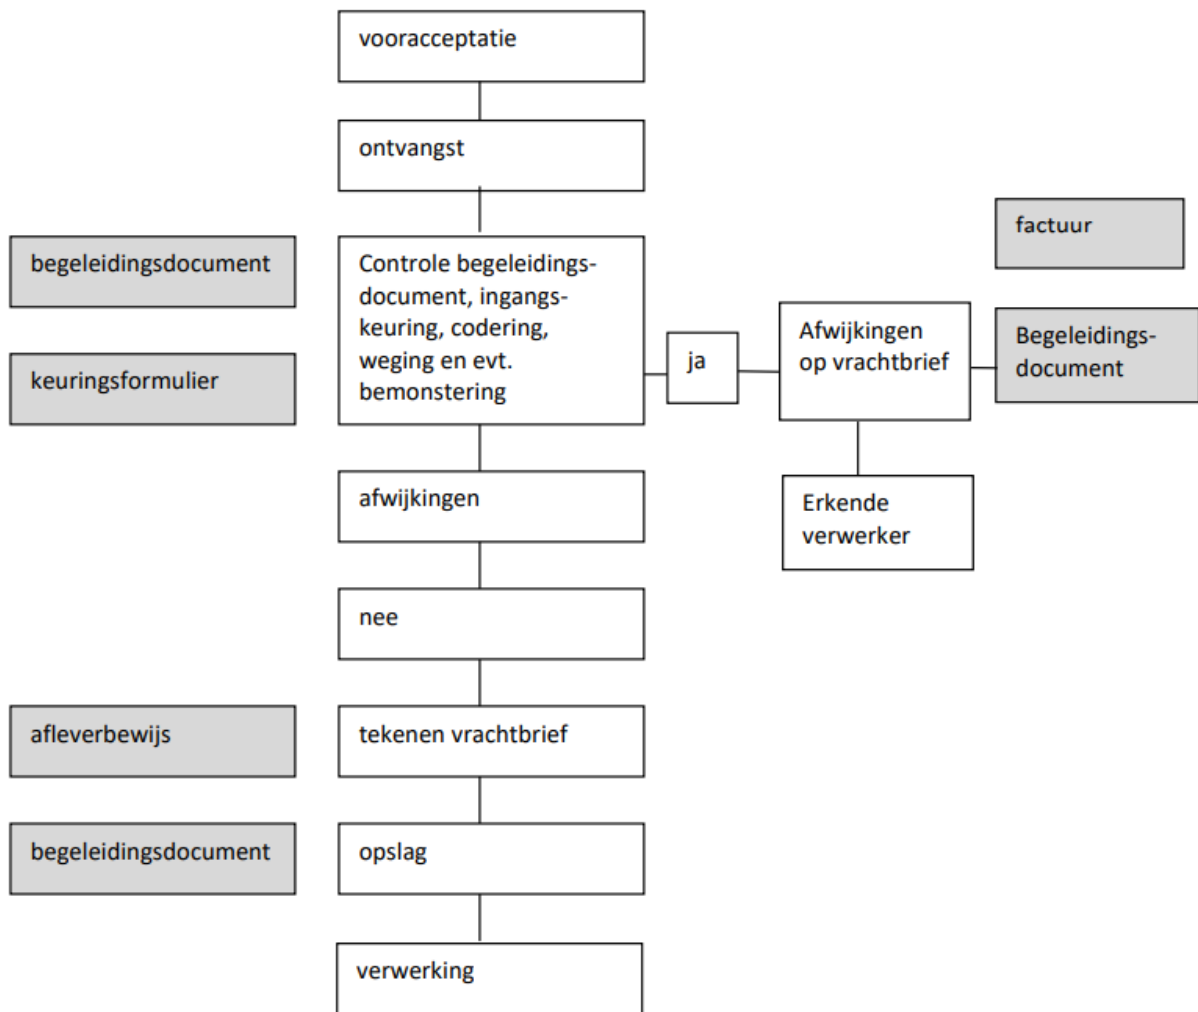 vooracceptatie
ontvangst
factuur
begeleidingsdocument
Controle begeleidings-
document, ingangs-
keuring, codering,
weging en evt.
bemonstering
keuringsformulier
ja
Afwijkingen
op vrachtbrief
Begeleidings-
document
afwijkingen
Erkende
verwerker
nee
afleverbewijs
tekenen vrachtbrief
begeleidingsdocument
opslag
verwerking